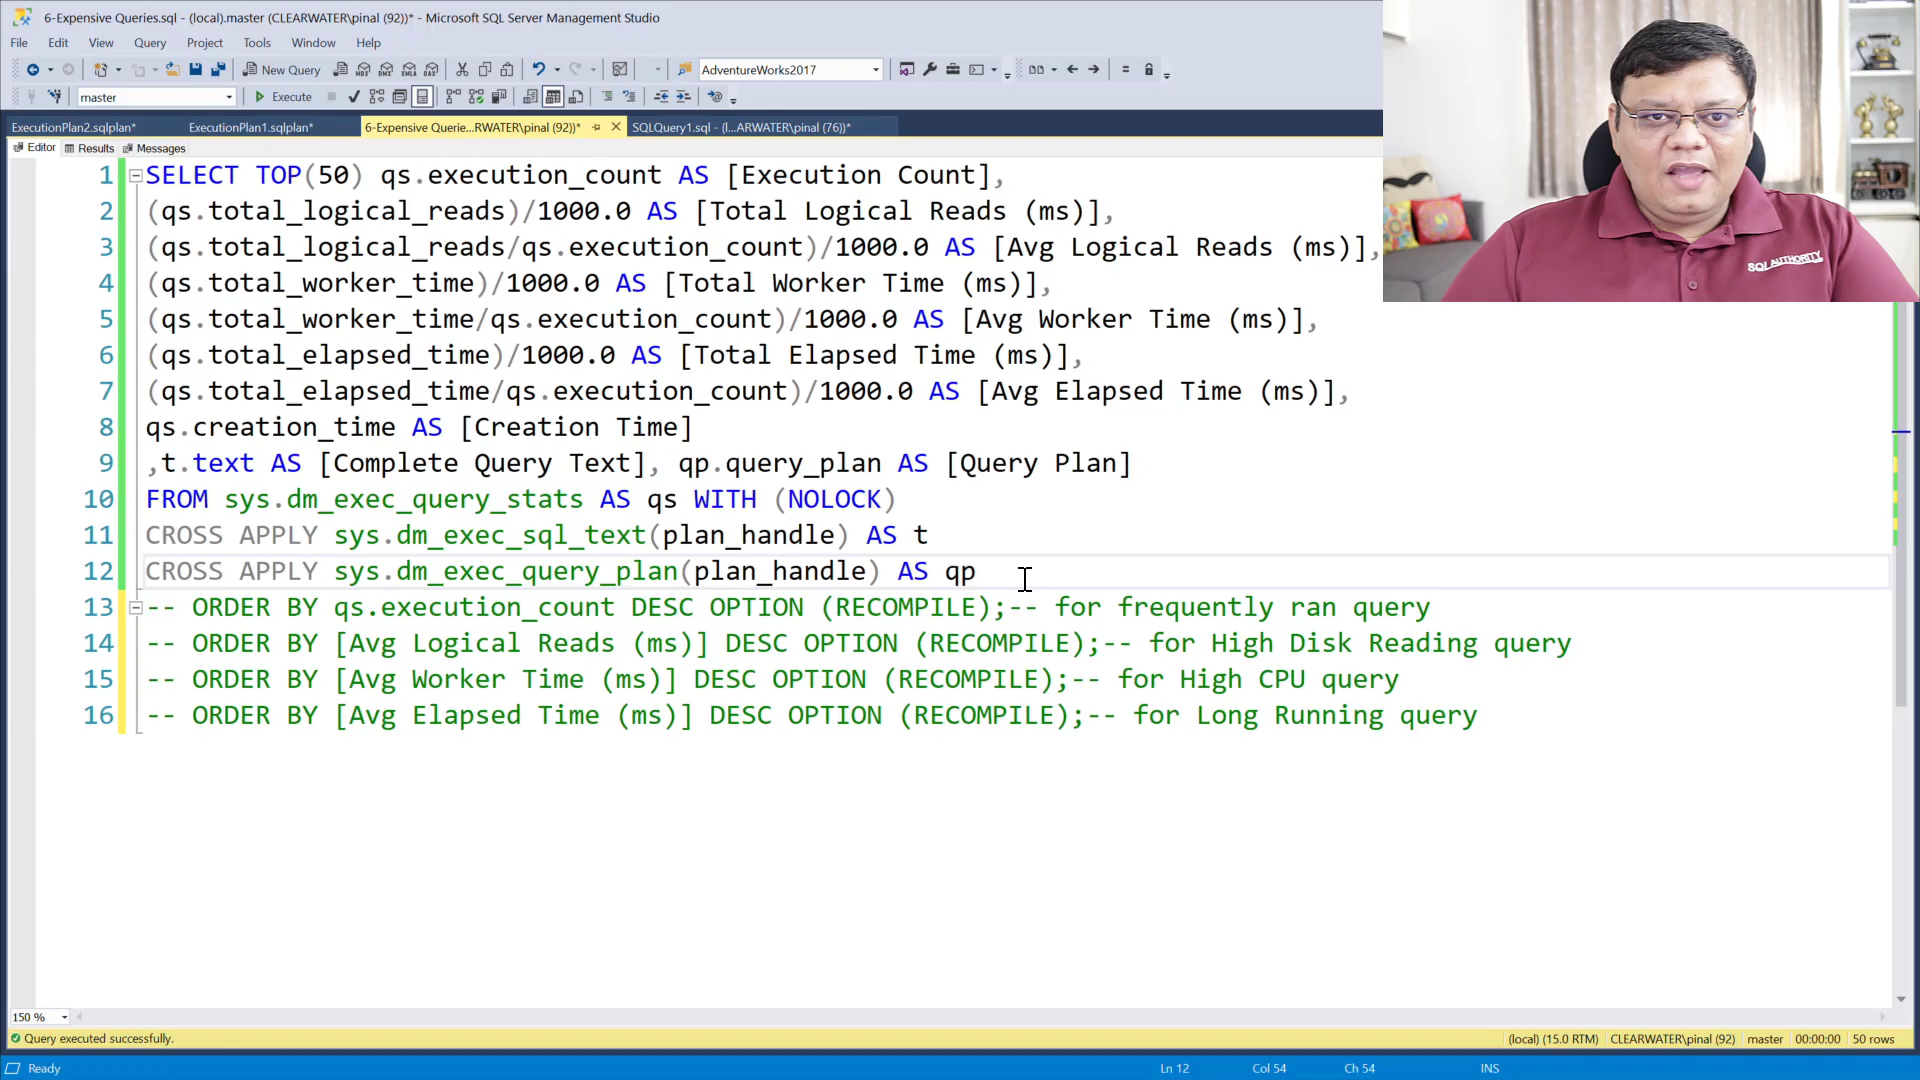 6-Expensive Queries.sql - (local).master (CLEARWATER\pinal (92))* - Microsoft SQL Server Management Studio
File Edit View Query Project Tools Window Help
New Query MDX DMX XMLA DAX AdventureWorks2017
master Execute
ExecutionPlan2.sqlplan* ExecutionPlan1.sqlplan* 6-Expensive Querie...RWATER\pinal (92))* SQLQuery1.sql - (l...ARWATER\pinal (76))*
Editor Results Messages
1 SELECT TOP(50) qs.execution_count AS [Execution Count],
2 (qs.total_logical_reads)/1000.0 AS [Total Logical Reads (ms)],
3 (qs.total_logical_reads/qs.execution_count)/1000.0 AS [Avg Logical Reads (ms)],
4 (qs.total_worker_time)/1000.0 AS [Total Worker Time (ms)],
5 (qs.total_worker_time/qs.execution_count)/1000.0 AS [Avg Worker Time (ms)],
6 (qs.total_elapsed_time)/1000.0 AS [Total Elapsed Time (ms)],
7 (qs.total_elapsed_time/qs.execution_count)/1000.0 AS [Avg Elapsed Time (ms)],
8 qs.creation_time AS [Creation Time]
9 ,t.text AS [Complete Query Text], qp.query_plan AS [Query Plan]
10 FROM sys.dm_exec_query_stats AS qs WITH (NOLOCK)
11 CROSS APPLY sys.dm_exec_sql_text(plan_handle) AS t
12 CROSS APPLY sys.dm_exec_query_plan(plan_handle) AS qp
13 -- ORDER BY qs.execution_count DESC OPTION (RECOMPILE);-- for frequently ran query
14 -- ORDER BY [Avg Logical Reads (ms)] DESC OPTION (RECOMPILE);-- for High Disk Reading query
15 -- ORDER BY [Avg Worker Time (ms)] DESC OPTION (RECOMPILE);-- for High CPU query
16 -- ORDER BY [Avg Elapsed Time (ms)] DESC OPTION (RECOMPILE);-- for Long Running query
SQL AUTHORITY
150 %
Query executed successfully. (local) (15.0 RTM) CLEARWATER\pinal (92) master 00:00:00 50 rows
Ready Ln 12 Col 54 Ch 54 INS